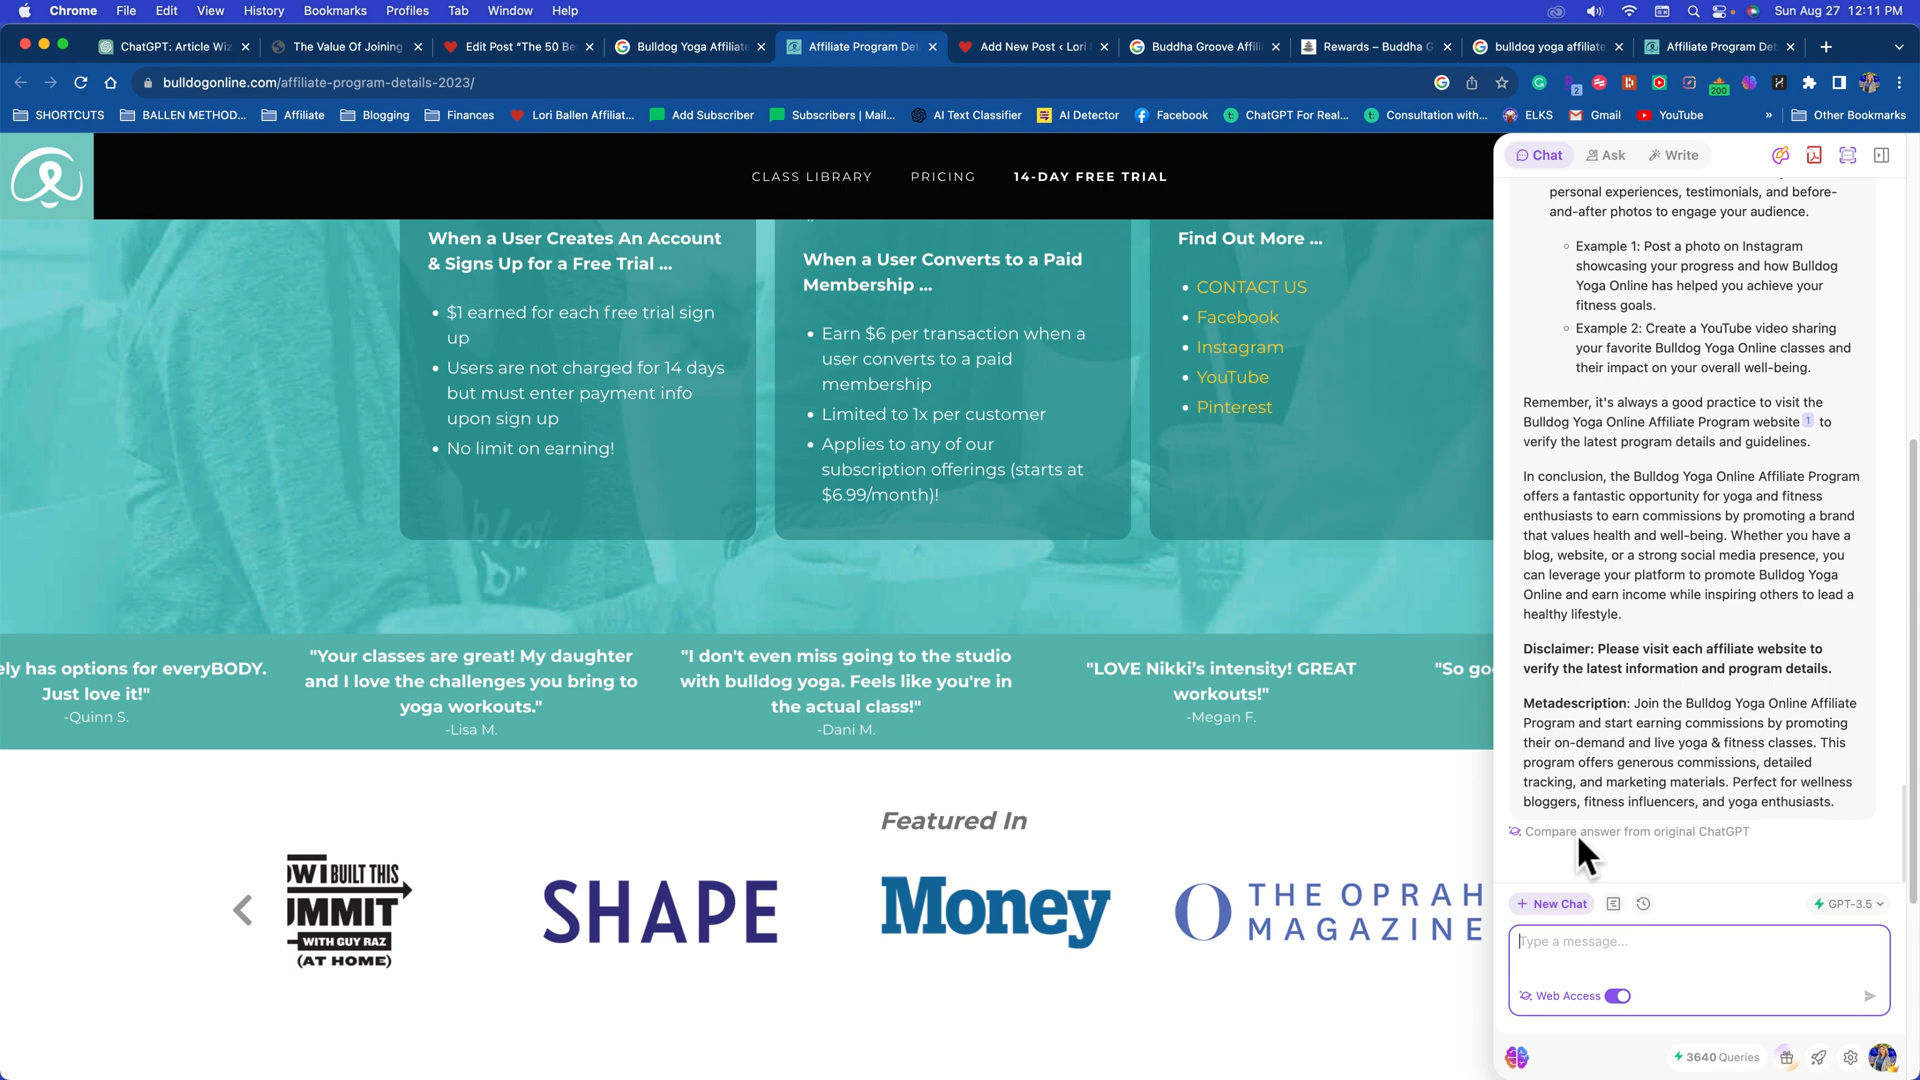 Chrome File Edit View History Bookmarks Profiles Tab Window Help
Sun Aug 27 12:11 PM
ChatGPT: Article Wiz
The Value Of Joining
Edit Post "The 50 Be
Bulldog Yoga Affiliate
Affiliate Program Det
Add New Post ‹ Lori
Buddha Groove Affili
Rewards – Buddha G
bulldog yoga affiliate
Affiliate Program Det
bulldogonline.com/affiliate-program-details-2023/
2
200
SHORTCUTS
BALLEN METHOD...
Affiliate
Blogging
Finances
Lori Ballen Affiliat...
Add Subscriber
Subscribers | Mail...
AI Text Classifier
AI Detector
Facebook
ChatGPT For Real...
Consultation with...
ELKS
Gmail
YouTube
»
Other Bookmarks
CLASS LIBRARY
PRICING
14-DAY FREE TRIAL
When a User Creates An Account
& Signs Up for a Free Trial ...
• $1 earned for each free trial sign
up
• Users are not charged for 14 days
but must enter payment info
upon sign up
• No limit on earning!
When a User Converts to a Paid
Membership ...
• Earn $6 per transaction when a
user converts to a paid
membership
• Limited to 1x per customer
• Applies to any of our
subscription offerings (starts at
$6.99/month)!
Find Out More ...
• CONTACT US
• Facebook
• Instagram
• YouTube
• Pinterest
ely has options for everyBODY.
Just love it!"
-Quinn S.
"Your classes are great! My daughter
and I love the challenges you bring to
yoga workouts."
-Lisa M.
"I don't even miss going to the studio
with bulldog yoga. Feels like you're in
the actual class!"
-Dani M.
"LOVE Nikki's intensity! GREAT
workouts!"
-Megan F.
"So go
Featured In
OW I BUILT THIS
UMMIT
WITH GUY RAZ
(AT HOME)
SHAPE
Money
THE OPRAH
MAGAZINE
Chat
Ask
Write
personal experiences, testimonials, and before-
and-after photos to engage your audience.
Example 1: Post a photo on Instagram
showcasing your progress and how Bulldog
Yoga Online has helped you achieve your
fitness goals.
Example 2: Create a YouTube video sharing
your favorite Bulldog Yoga Online classes and
their impact on your overall well-being.
Remember, it's always a good practice to visit the
Bulldog Yoga Online Affiliate Program website 1 to
verify the latest program details and guidelines.
In conclusion, the Bulldog Yoga Online Affiliate Program
offers a fantastic opportunity for yoga and fitness
enthusiasts to earn commissions by promoting a brand
that values health and well-being. Whether you have a
blog, website, or a strong social media presence, you
can leverage your platform to promote Bulldog Yoga
Online and earn income while inspiring others to lead a
healthy lifestyle.
Disclaimer: Please visit each affiliate website to
verify the latest information and program details.
Metadescription: Join the Bulldog Yoga Online Affiliate
Program and start earning commissions by promoting
their on-demand and live yoga & fitness classes. This
program offers generous commissions, detailed
tracking, and marketing materials. Perfect for wellness
bloggers, fitness influencers, and yoga enthusiasts.
Compare answer from original ChatGPT
+ New Chat
GPT-3.5
Type a message...
Web Access
3640 Queries